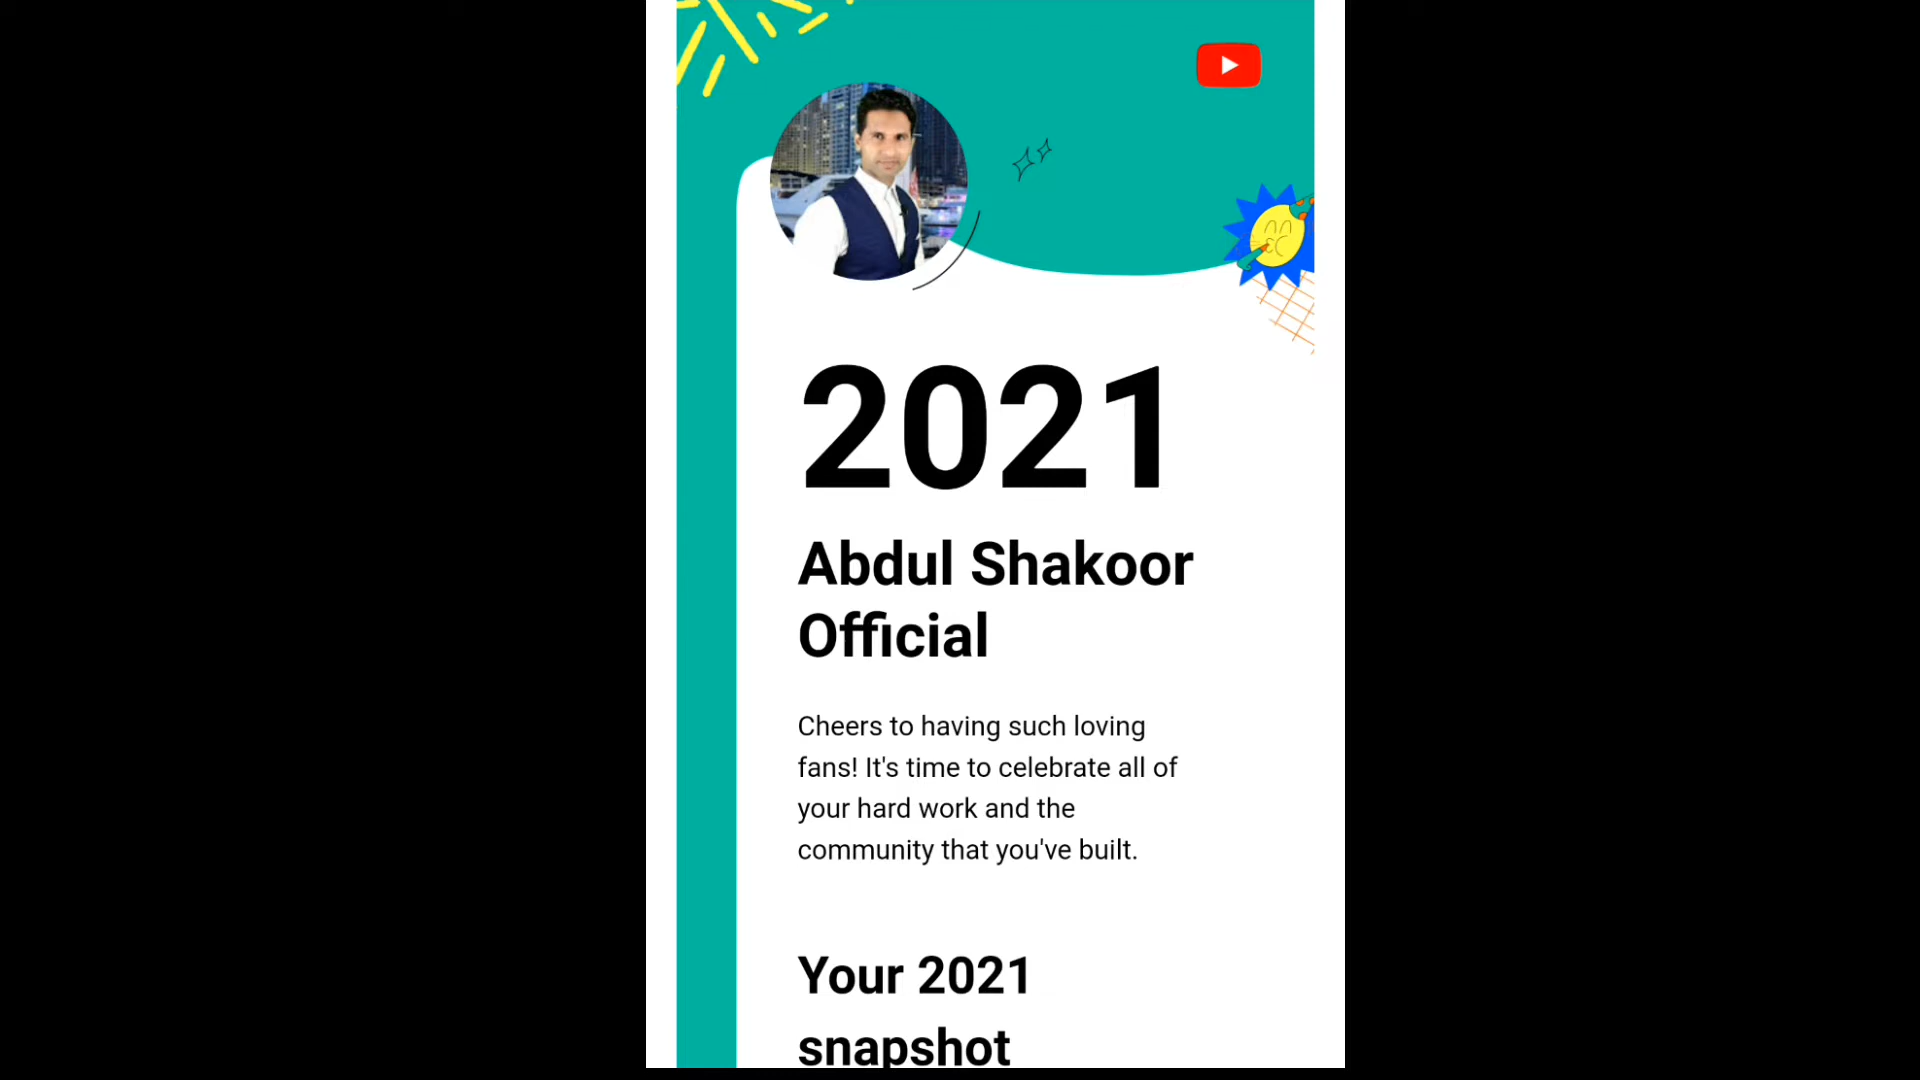 2021
Abdul Shakoor
Official
Cheers to having such loving
fans! It's time to celebrate all of
your hard work and the
community that you've built.
Your 2021
snapshot